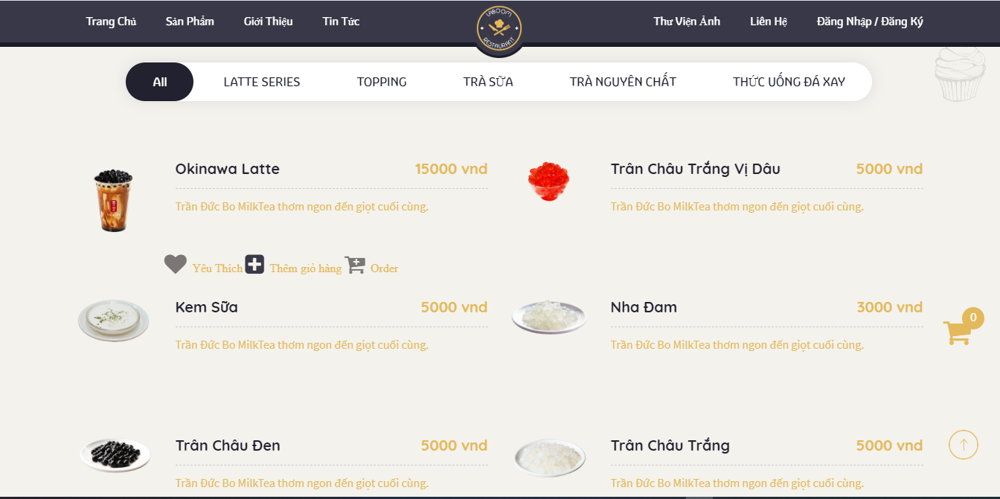 Trang Chủ Sản Phẩm Giới Thiệu Tin Tức LABOOM RESTAURANT Thư Viện Ảnh Liên Hệ Đăng Nhập / Đăng Ký
All LATTE SERIES TOPPING TRÀ SỮA TRÀ NGUYÊN CHẤT THỨC UỐNG ĐÁ XAY
Okinawa Latte 15000 vnd
Trần Đức Bo MilkTea thơm ngon đến giọt cuối cùng.
Trân Châu Trắng Vị Dâu 5000 vnd
Trần Đức Bo MilkTea thơm ngon đến giọt cuối cùng.
Yêu Thích Thêm giỏ hàng Order
Kem Sữa 5000 vnd
Trần Đức Bo MilkTea thơm ngon đến giọt cuối cùng.
Nha Đam 3000 vnd
Trần Đức Bo MilkTea thơm ngon đến giọt cuối cùng.
0
Trân Châu Đen 5000 vnd
Trần Đức Bo MilkTea thơm ngon đến giọt cuối cùng.
Trân Châu Trắng 5000 vnd
Trần Đức Bo MilkTea thơm ngon đến giọt cuối cùng.